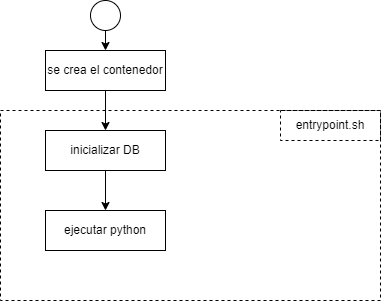 se crea el contenedor
entrypoint.sh
inicializar DB
ejecutar python